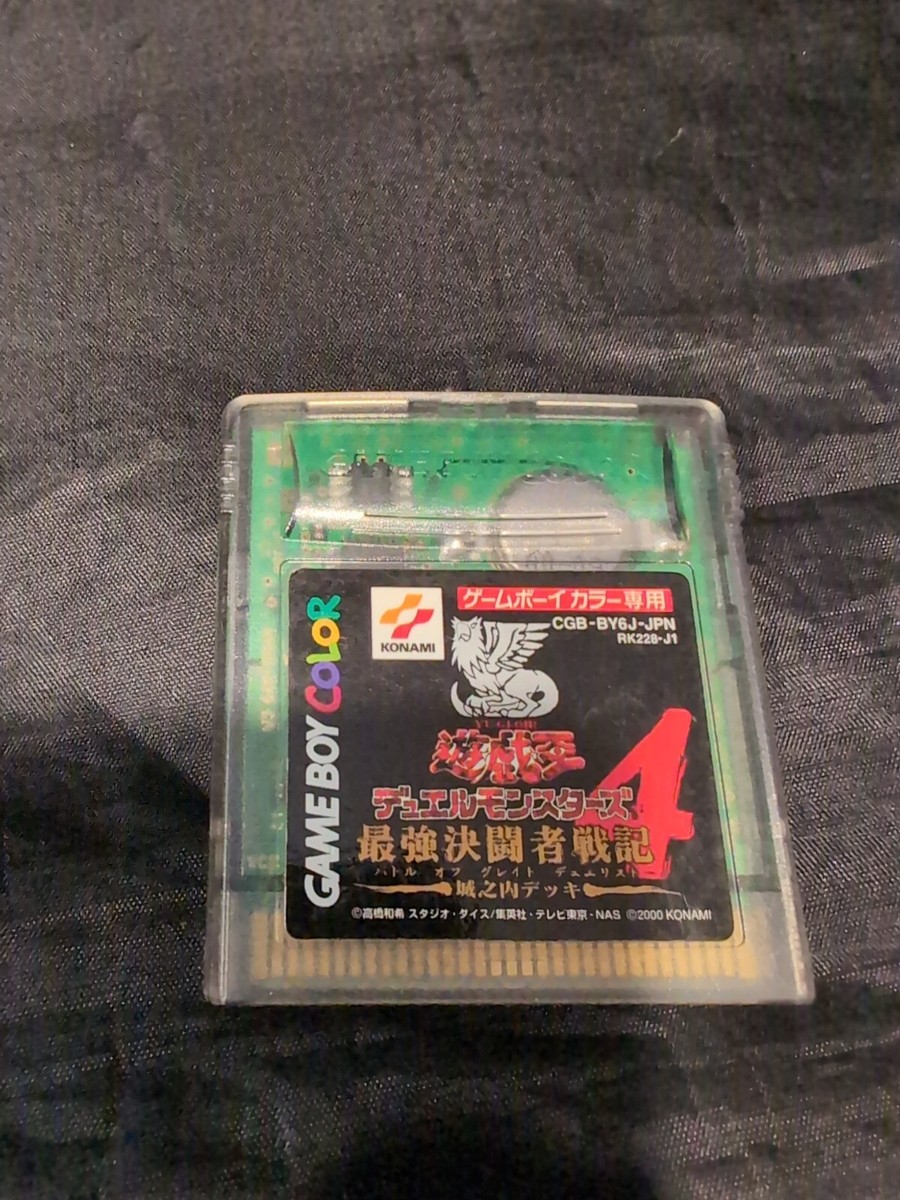 GAME BOY COLOR
KONAMI
ゲームボーイ カラー専用
CGB-BY6J-JPN
RK228-J1
YU-GI-OH!
遊戯王
デュエルモンスターズ
4
最強決闘者戦記
バトル オブ グレイト デュエリスト
城之内デッキ
©高橋和希 スタジオ・ダイス/集英社・テレビ東京・NAS ©2000 KONAMI